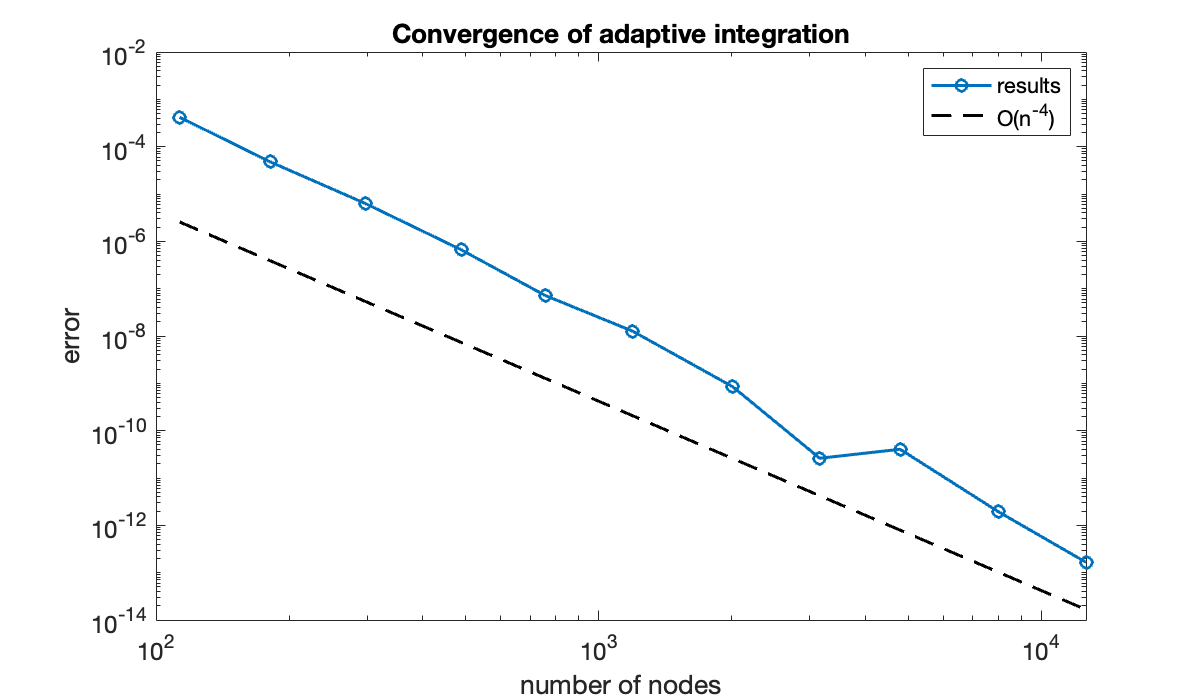 Convergence of adaptive integration
results
O(n^-4)
error
10^-2
10^-4
10^-6
10^-8
10^-10
10^-12
10^-14
10^2
10^3
10^4
number of nodes